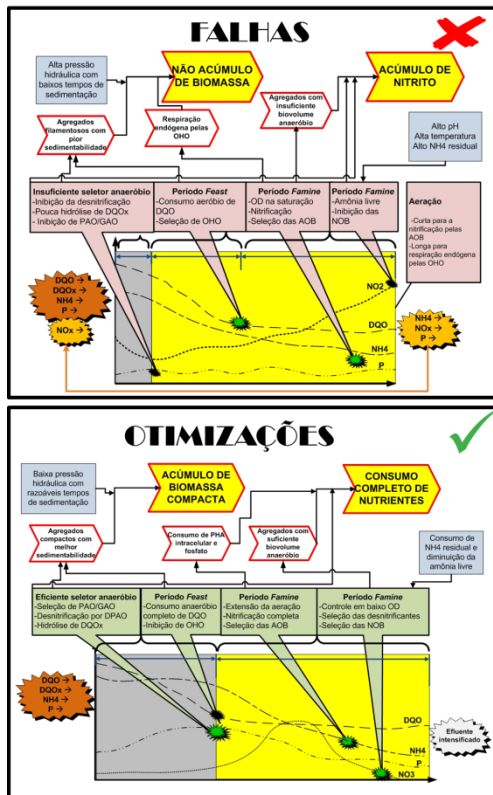 FALHAS
Alta pressão
hidráulica com
baixos tempos de
sedimentação
NÃO ACÚMULO
DE BIOMASSA
ACÚMULO DE
NITRITO
Agregados
filamentosos com
pior
sedimentabilidade
Respiração
endógena pelas
OHO
Agregados com
insuficiente
biovolume
anaeróbio
Alto pH
Alta temperatura
Alto NH4 residual
Insuficiente seletor anaeróbio
-Inibição da desnitrificação
-Pouca hidrólise de DQOx
-Inibição de PAO/GAO
Periodo Feast
-Consumo aeróbio de
DQO
-Seleção de OHO
Periodo Famine
-OD na saturação
-Nitrificação
-Selecção das AOB
Periodo Famine
-Amônia livre
-Inibição das
NOB
Aeração
-Curta para a
nitrificação pelas
AOB
-Longa para
respiração endógena
pelas OHO
DQO →
DQOx →
NH4 →
P →
NOx →
NO2
DQO
NH4
P
NH4 →
NOx →
P →
OTIMIZAÇÕES
Baixa pressão
hidráulica com
razoáveis tempos
de sedimentação
ACÚMULO DE
BIOMASSA
COMPACTA
CONSUMO
COMPLETO DE
NUTRIENTES
Agregados
compactos com
melhor
sedimentabilidade
Consumo de PHA
intracelular e
fosfato
Agregados com
suficiente
biovolume
anaeróbio
Consumo de
NH4 residual e
diminuição da
amônia livre
Eficiente seletor anaeróbio
-Seleção de PAO/GAO
-Desnitrificação por DPAO
-Hidrólise de DQOx
Periodo Feast
-Consumo anaeróbio
completo de DQO
-Inibição de OHO
Periodo Famine
-Extensão da aeração
-Nitrificação completa
-Seleção das AOB
Periodo Famine
-Controle em baixo OD
-Seleção das desnitrificantes
-Seleção das NOB
DQO →
DQOx →
NH4 →
P →
DQO
NH4
P
NO3
Efluente
intensificado